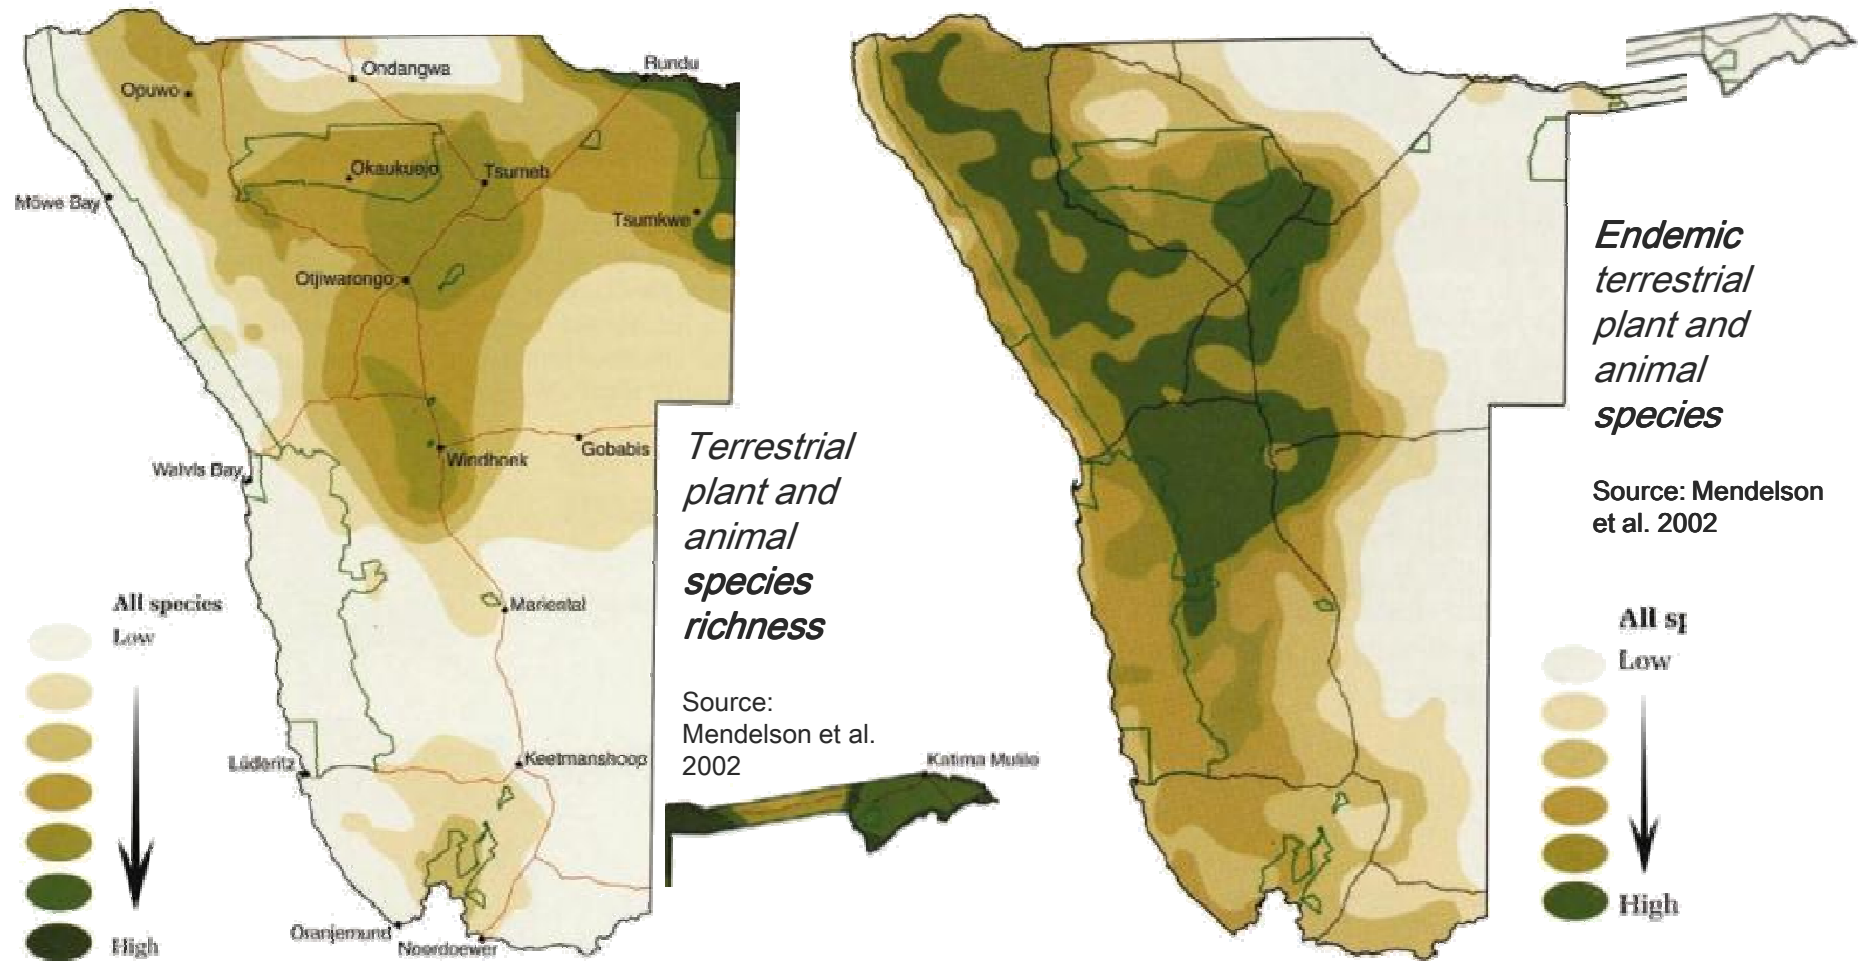 Ondangwa
Rundu
Opuwo
Okaukuejo
Tsumeb
Möwe Bay
Tsumkwe
Otjiwarongo
Windhoek
Gobabis
Walvis Bay
Mariental
Lüderitz
Keetmanshoop
Oranjemund
Noordoewer
All species
Low
High
Terrestrial
plant and
animal
species
richness
Source:
Mendelson et al.
2002
Katima Mulilo
Endemic
terrestrial
plant and
animal
species
Source: Mendelson
et al. 2002
All sp
Low
High